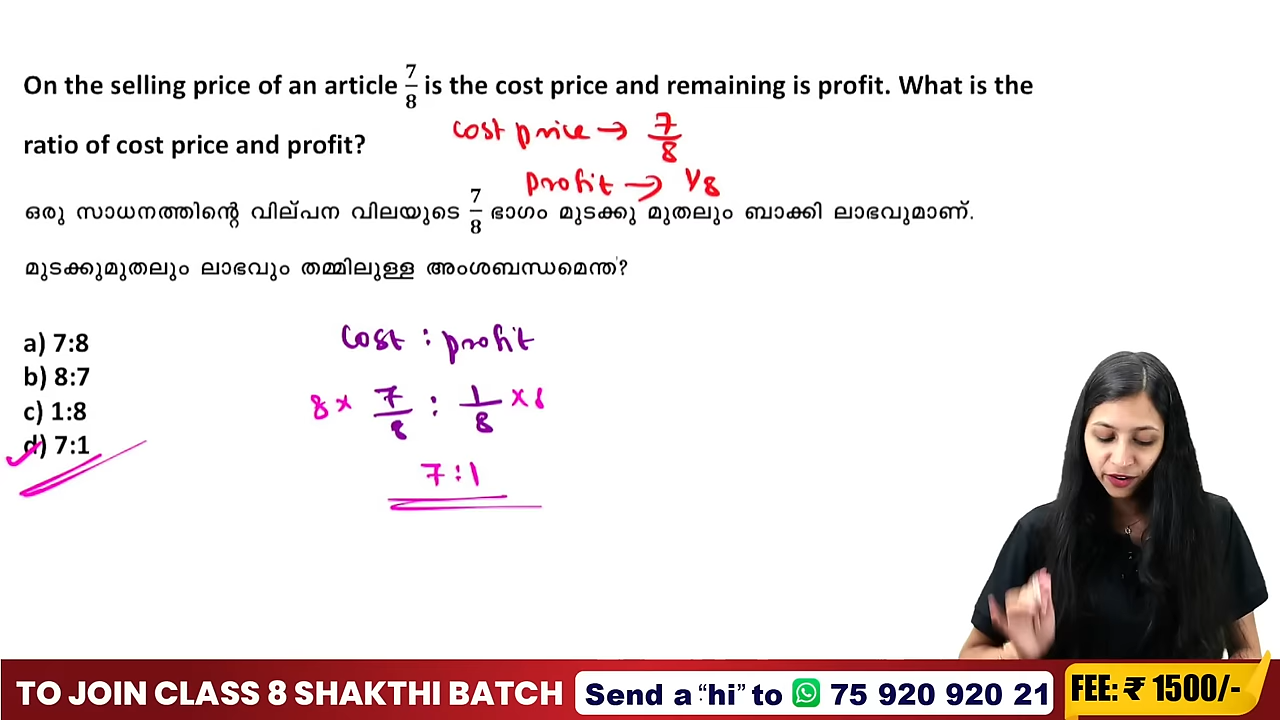 On the selling price of an article 7/8 is the cost price and remaining is profit. What is the
ratio of cost price and profit?
cost price → 7/8
profit → 1/8
ഒരു സാധനത്തിന്റെ വില്പന വിലയുടെ 7/8 ഭാഗം മുടക്കു മുതലും ബാക്കി ലാഭവുമാണ്.
മുടക്കുമുതലും ലാഭവും തമ്മിലുള്ള അംശബന്ധമെന്ത്?
a) 7:8
b) 8:7
c) 1:8
d) 7:1
cost : profit
8 × 7/8 : 1/8 × 8
7:1
TO JOIN CLASS 8 SHAKTHI BATCH
Send a “hi” to 75 920 920 21
FEE: ₹ 1500/-